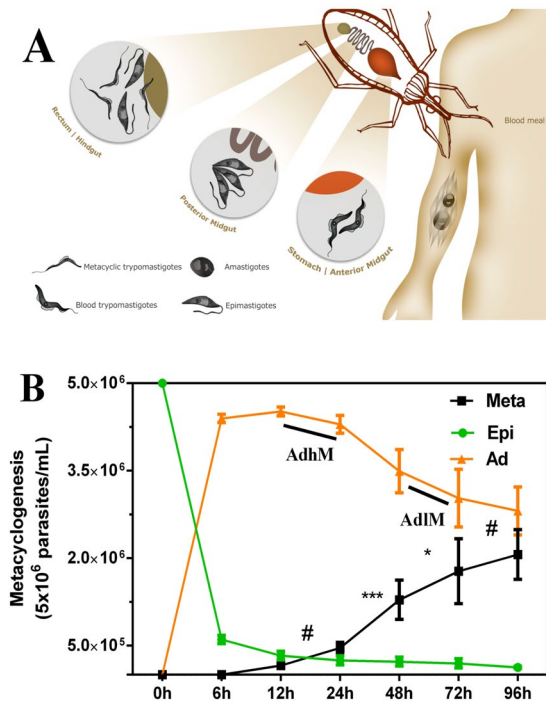 A
Blood meal
Rectum | Hindgut
Posterior Midgut
Stomach | Anterior Midgut
Metacyclic trypomastigotes
Amastigotes
Blood trypomastigotes
Epimastigotes
B
Metacyclogenesis
(5x10⁶ parasites/mL)
5.0×10⁶
3.5×10⁶
2.0×10⁶
5.0×10⁵
Meta
Epi
Ad
AdhM
AdlM
#
*
***
#
0h 6h 12h 24h 48h 72h 96h